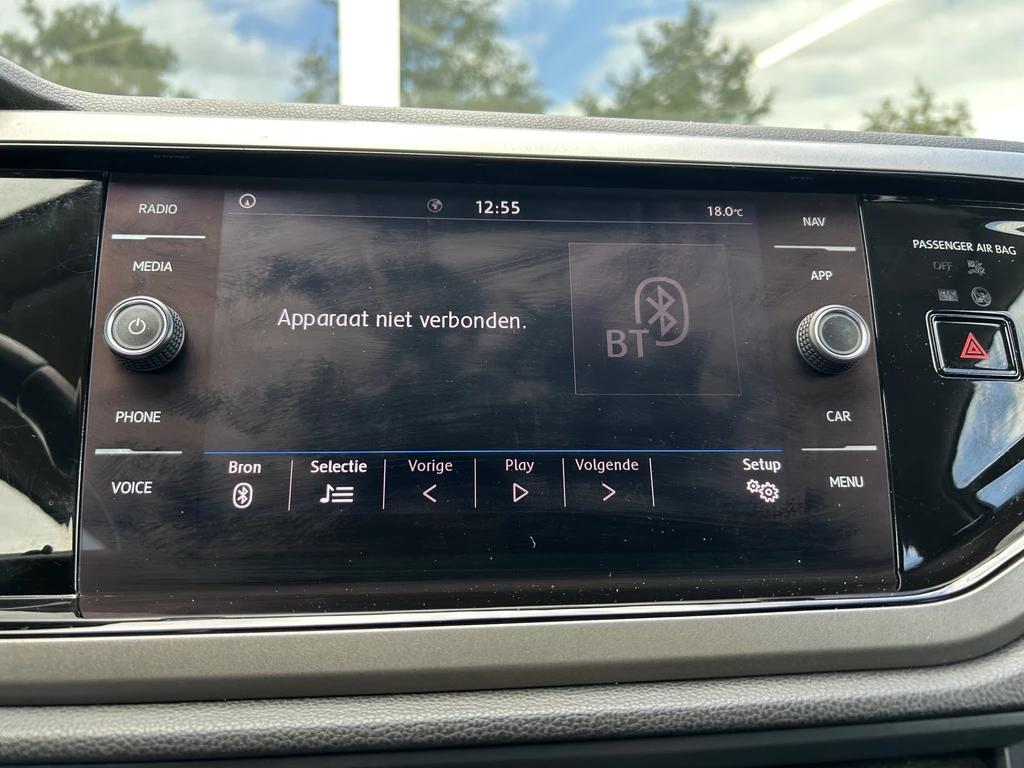 RADIO
MEDIA
PHONE
VOICE
12:55
18.0°c
Apparaat niet verbonden.
BT
Bron
Selectie
Vorige
Play
Volgende
Setup
NAV
APP
CAR
MENU
PASSENGER AIR BAG
OFF